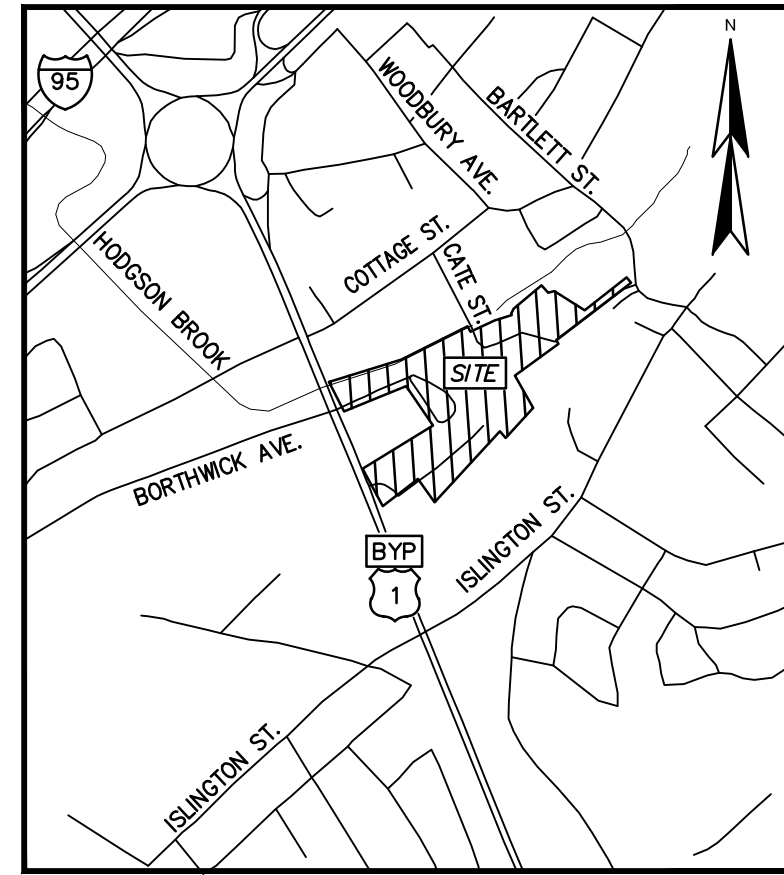 N
95
WOODBURY AVE.
BARTLETT ST.
HODGSON BROOK
COTTAGE ST.
CATE ST.
SITE
BORTHWICK AVE.
BYP
1
ISLINGTON ST.
ISLINGTON ST.